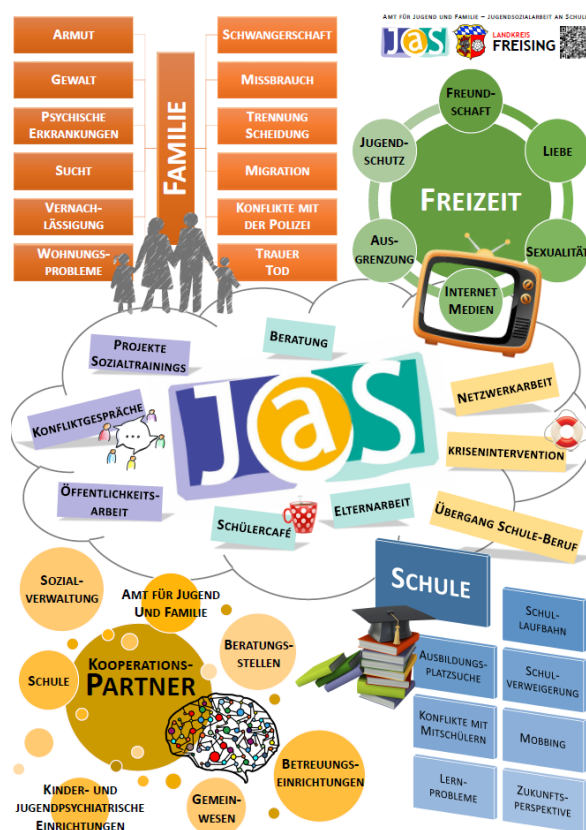 Amt für Jugend und Familie – Jugendsozialarbeit an Schulen
JaS
LANDKREIS
FREISING
Armut
Gewalt
Psychische
Erkrankungen
Sucht
Vernach-
lässigung
Wohnungs-
probleme
Familie
Schwangerschaft
Missbrauch
Trennung
Scheidung
Migration
Konflikte mit
der Polizei
Trauer
Tod
Freund-
schaft
Jugend-
schutz
Liebe
Freizeit
Aus-
grenzung
Sexualität
Internet
Medien
Projekte
Sozialtrainings
Beratung
Netzwerkarbeit
Konfliktgespräche
JaS
Krisenintervention
Öffentlichkeits-
arbeit
Schülercafé
Elternarbeit
Übergang Schule-Beruf
Sozial-
verwaltung
Amt für Jugend
Und Familie
Beratungs-
stellen
Schule
Kooperations-
Partner
Betreuungs-
einrichtungen
Kinder- und
jugendpsychiatrische
Einrichtungen
Gemein-
wesen
Schule
Schul-
laufbahn
Ausbildungs-
platzsuche
Schul-
verweigerung
Konflikte mit
Mitschülern
Mobbing
Lern-
probleme
Zukunfts-
perspektive